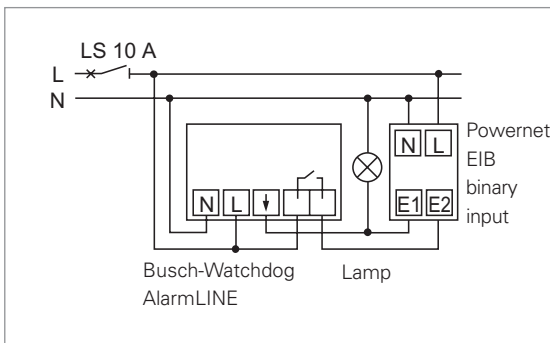 LS 10 A
L
N
N L
Powernet
EIB
binary
input
N L ↓
E1 E2
Busch-Watchdog
AlarmLINE
Lamp